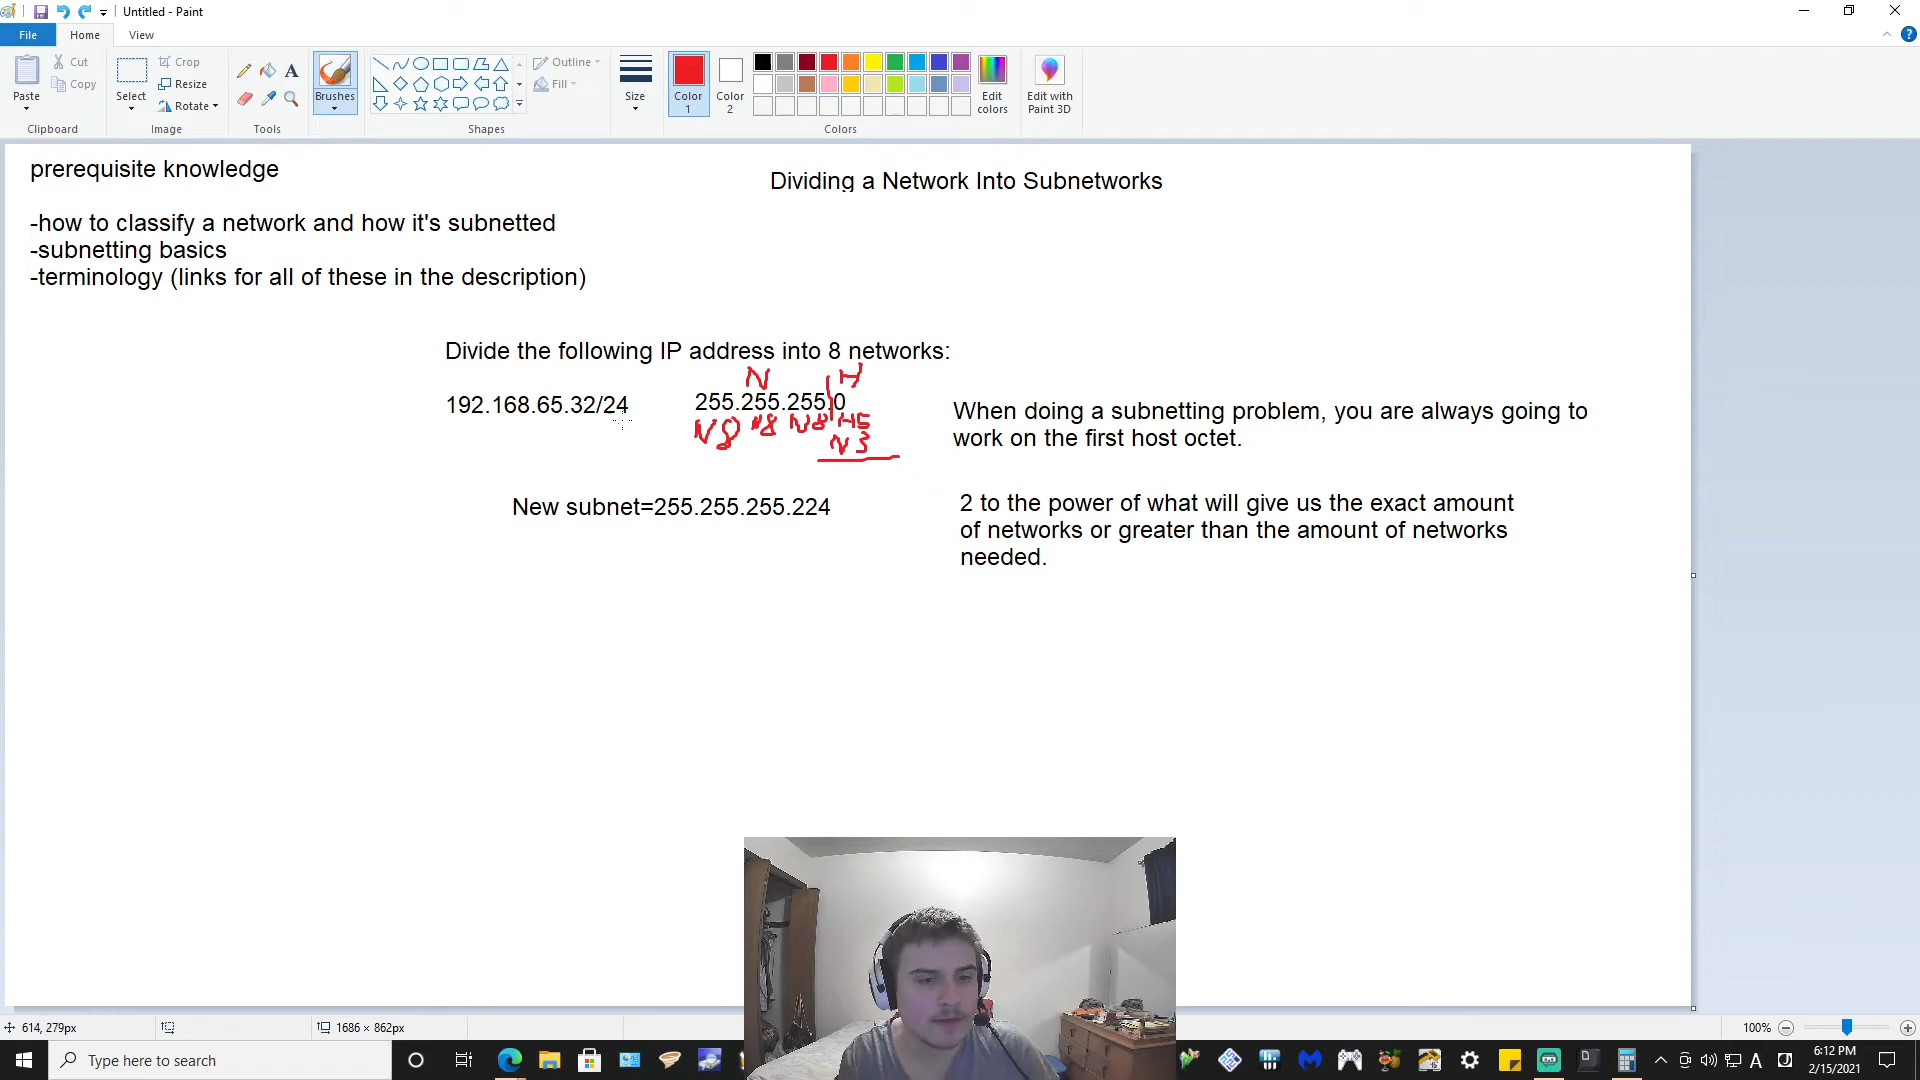 Untitled - Paint
File
Home
View
Paste
Cut
Copy
Clipboard
Select
Crop
Resize
Rotate
Image
Tools
Brushes
Shapes
Outline
Fill
Size
Color 1
Color 2
Edit colors
Edit with Paint 3D
Colors
prerequisite knowledge
Dividing a Network Into Subnetworks
-how to classify a network and how it's subnetted
-subnetting basics
-terminology (links for all of these in the description)
Divide the following IP address into 8 networks:
N H
192.168.65.32/24 255.255.255.0
N8 N8 N8 H5
N3
When doing a subnetting problem, you are always going to
work on the first host octet.
New subnet=255.255.255.224
2 to the power of what will give us the exact amount
of networks or greater than the amount of networks
needed.
614, 279px
1686 × 862px
100%
Type here to search
6:12 PM
2/15/2021